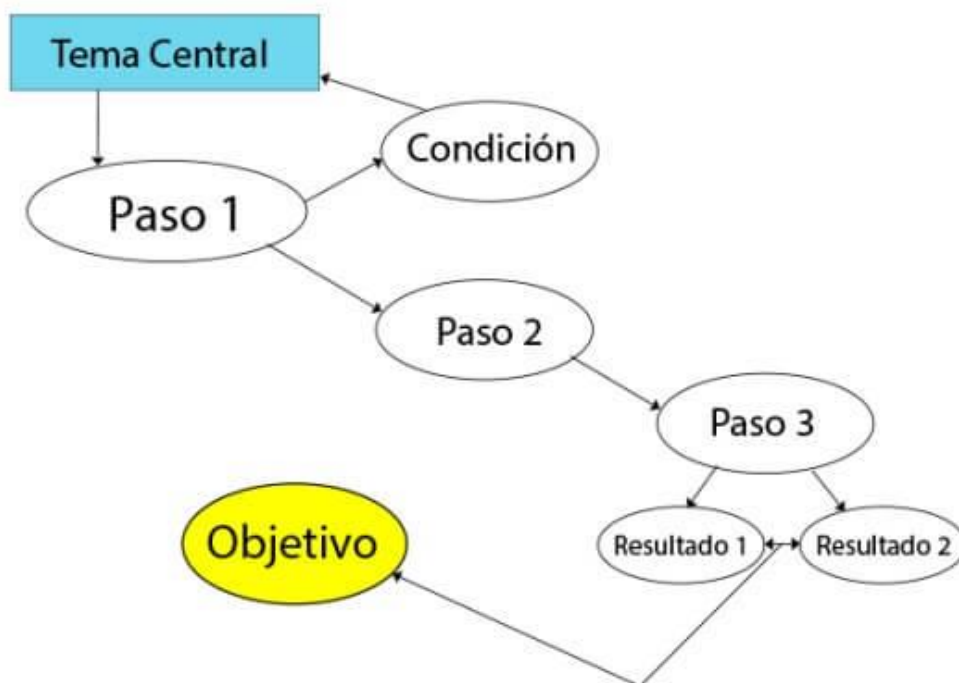 Tema Central
Condición
Paso 1
Paso 2
Paso 3
Objetivo
Resultado 1
Resultado 2